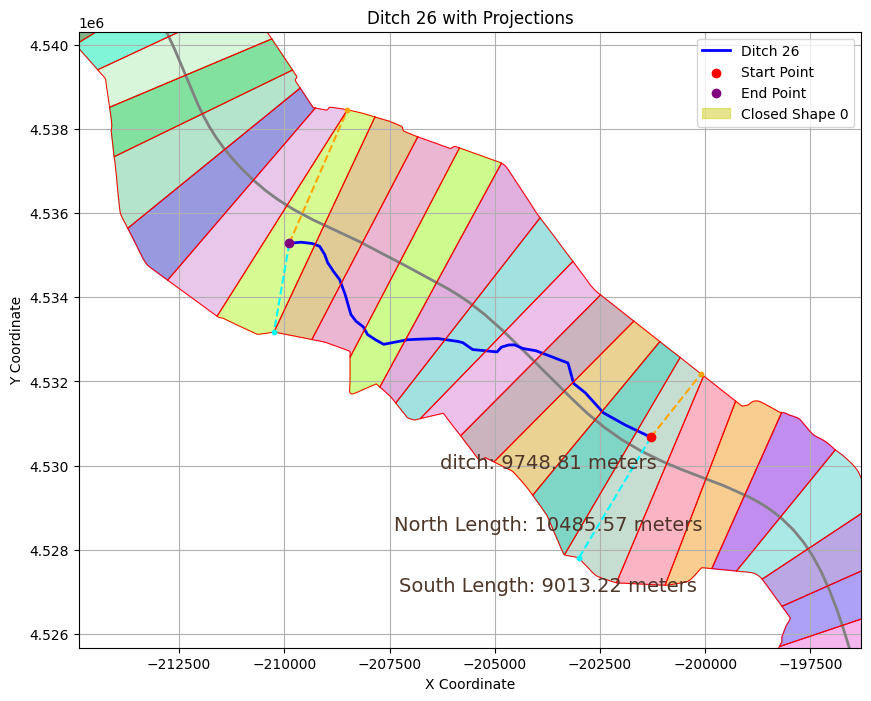 Ditch 26 with Projections
1e6
Ditch 26
Start Point
End Point
Closed Shape 0
4.540
4.538
4.536
4.534
4.532
4.530
4.528
4.526
Y Coordinate
ditch: 9748.81 meters
North Length: 10485.57 meters
South Length: 9013.22 meters
−212500 −210000 −207500 −205000 −202500 −200000 −197500
X Coordinate